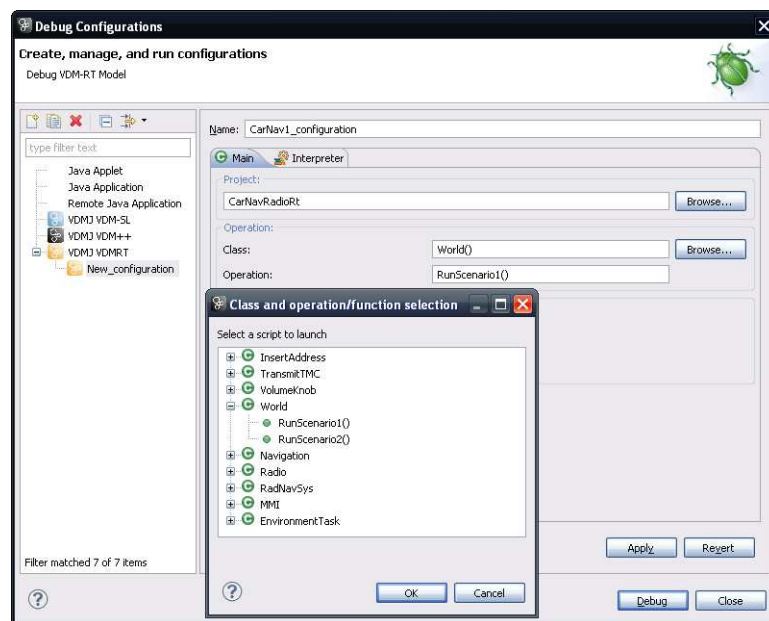 Debug Configurations
Create, manage, and run configurations
Debug VDM-RT Model
type filter text
Java Applet
Java Application
Remote Java Application
VDMJ VDM-SL
VDMJ VDM++
VDMJ VDMRT
New_configuration
Filter matched 7 of 7 items
Name: CarNav1_configuration
Main
Interpreter
Project:
CarNavRadioRt
Browse...
Operation:
Class: World() Browse...
Operation: RunScenario1()
Class and operation/function selection
Select a script to launch
InsertAddress
TransmitTMC
VolumeKnob
World
RunScenario1()
RunScenario2()
Navigation
Radio
RadNavSys
MMI
EnvironmentTask
OK Cancel
Apply Revert
Debug Close